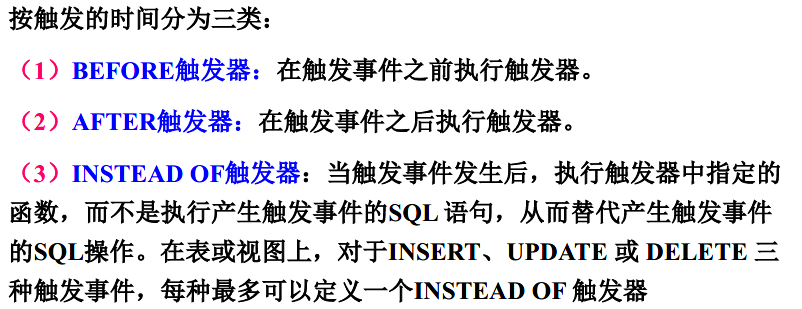 按触发的时间分为三类：
（1）BEFORE触发器：在触发事件之前执行触发器。
（2）AFTER触发器：在触发事件之后执行触发器。
（3）INSTEAD OF触发器：当触发事件发生后，执行触发器中指定的
函数，而不是执行产生触发事件的SQL 语句，从而替代产生触发事件
的SQL操作。在表或视图上，对于INSERT、UPDATE 或 DELETE 三
种触发事件，每种最多可以定义一个INSTEAD OF 触发器